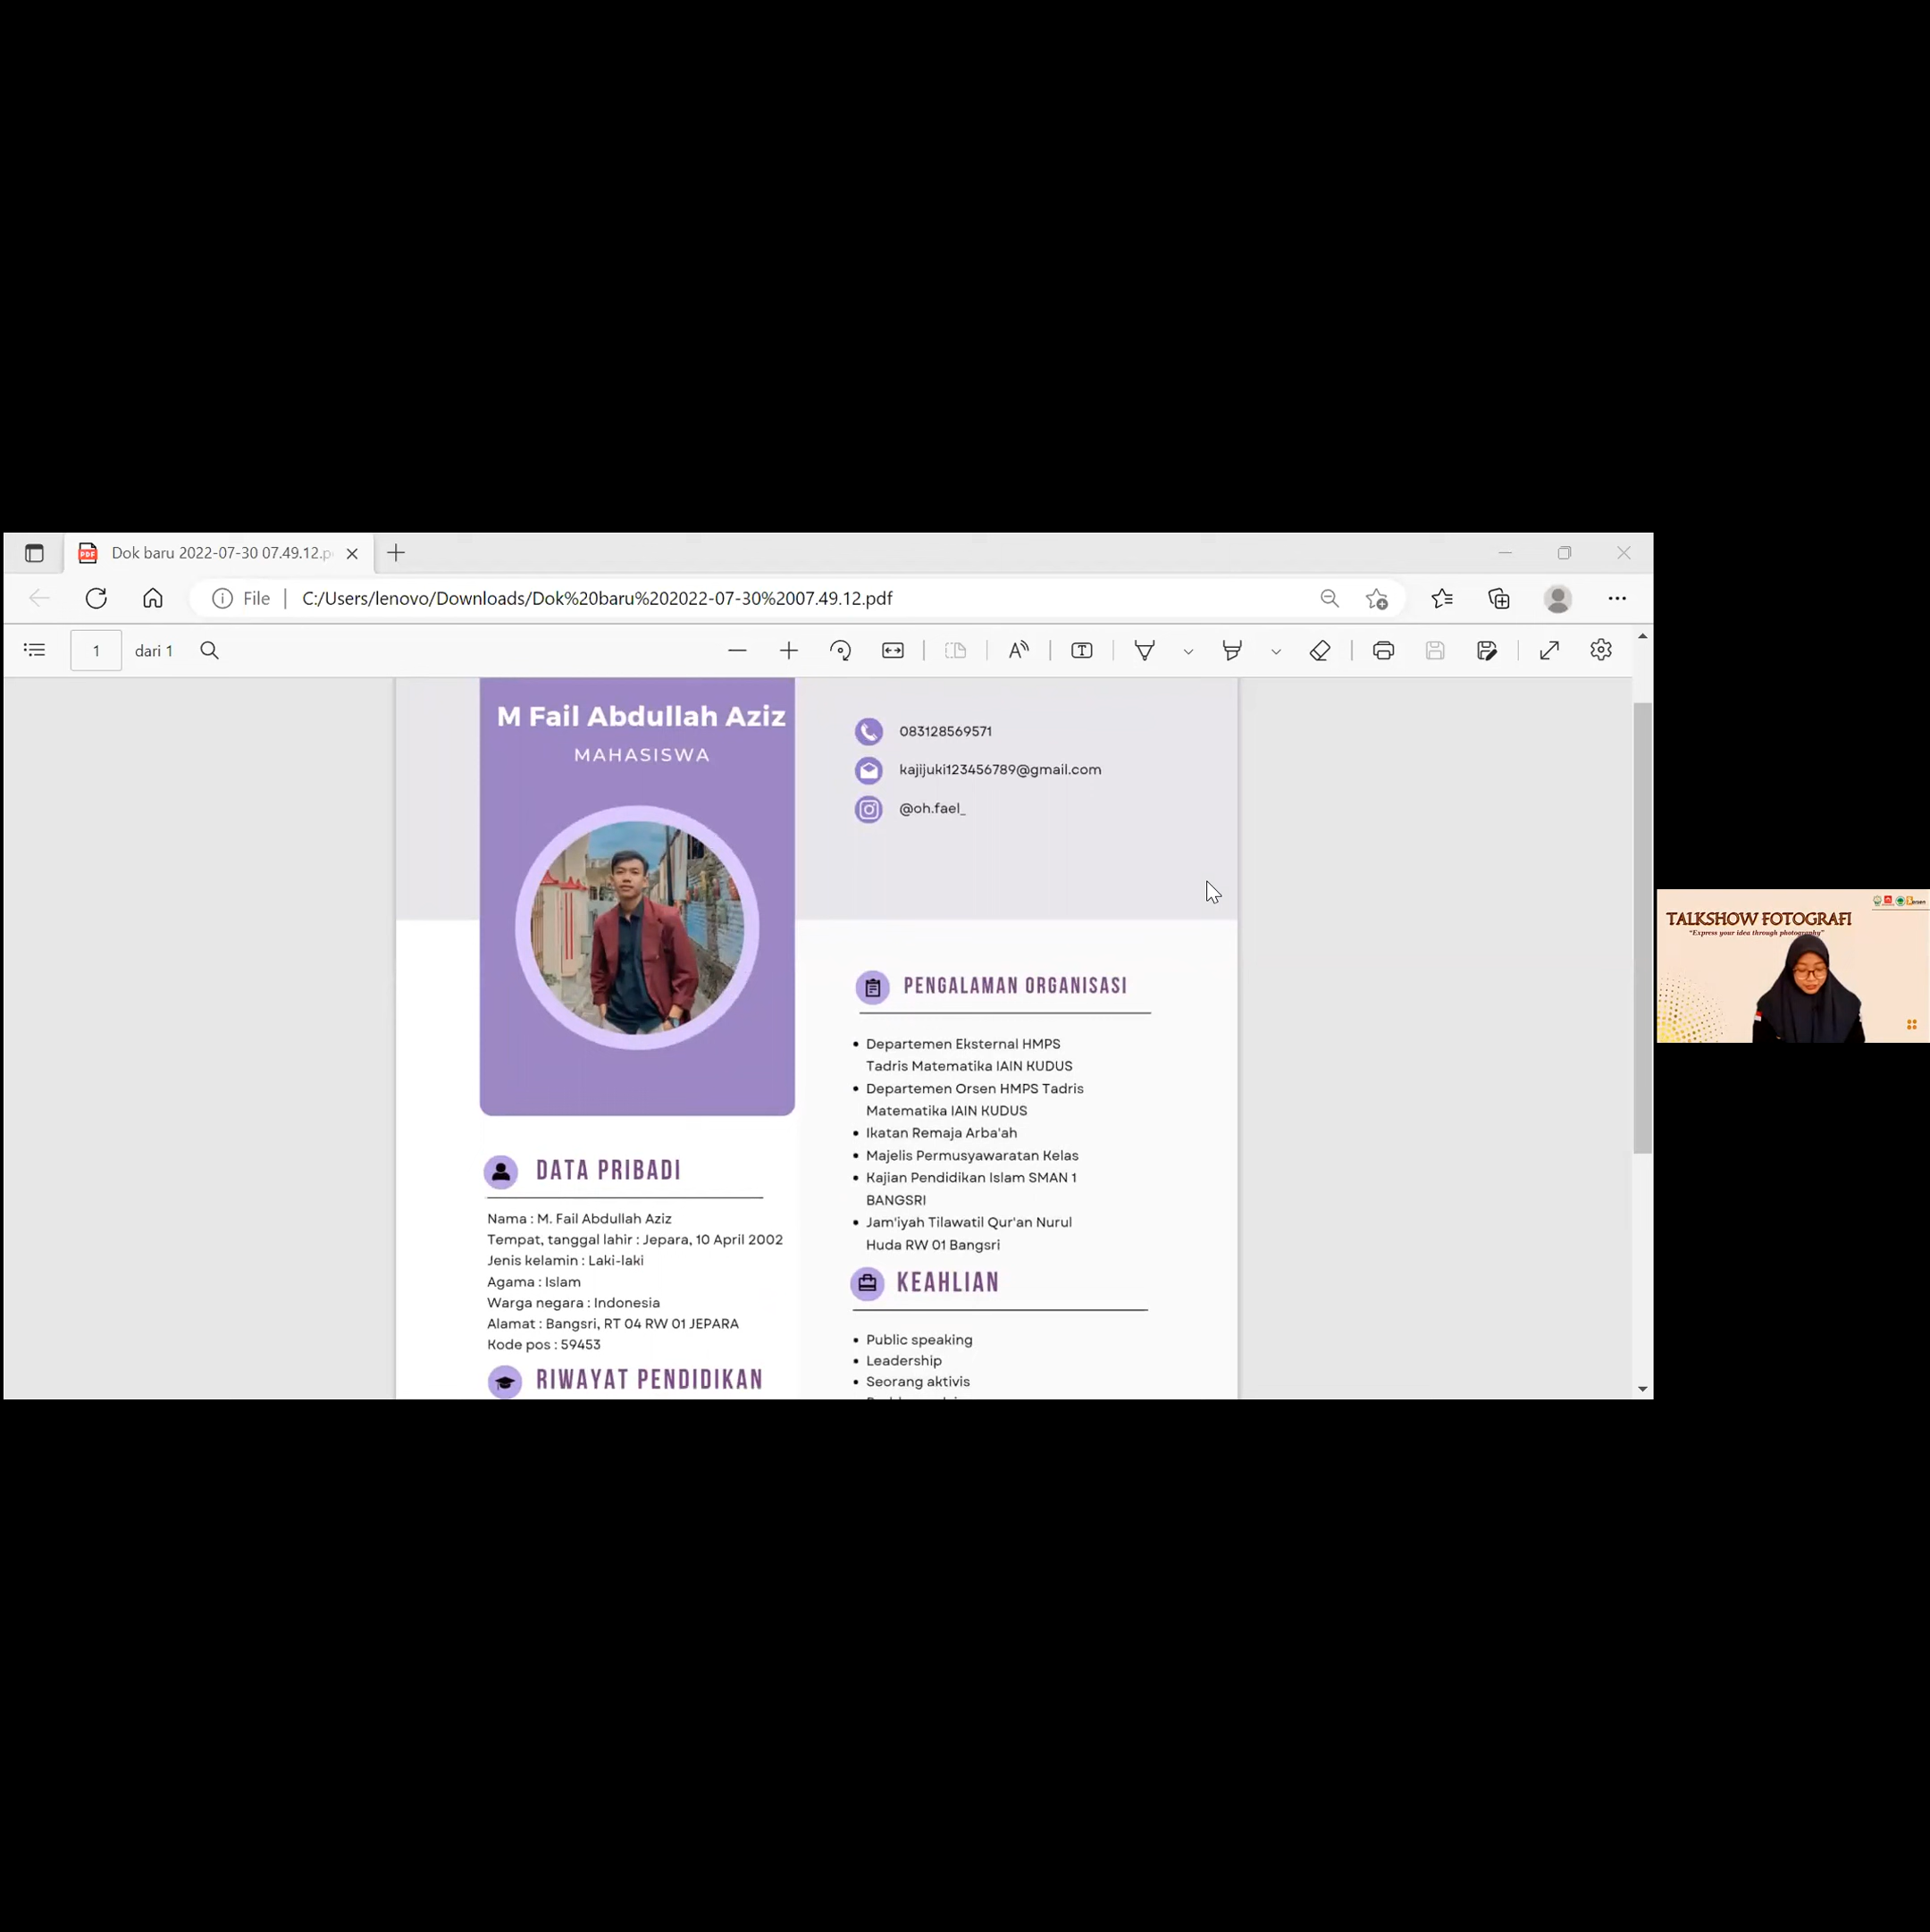 Dok baru 2022-07-30 07.49.12.p
File
C:/Users/lenovo/Downloads/Dok%20baru%202022-07-30%2007.49.12.pdf
1 dari 1
M Fail Abdullah Aziz
MAHASISWA
083128569571
kajijuki123456789@gmail.com
@oh.fael_
DATA PRIBADI
Nama : M. Fail Abdullah Aziz
Tempat, tanggal lahir : Jepara, 10 April 2002
Jenis kelamin : Laki-laki
Agama : Islam
Warga negara : Indonesia
Alamat : Bangsri, RT 04 RW 01 JEPARA
Kode pos : 59453
RIWAYAT PENDIDIKAN
PENGALAMAN ORGANISASI
• Departemen Eksternal HMPS
Tadris Matematika IAIN KUDUS
• Departemen Orsen HMPS Tadris
Matematika IAIN KUDUS
• Ikatan Remaja Arba'ah
• Majelis Permusyawaratan Kelas
• Kajian Pendidikan Islam SMAN 1
BANGSRI
• Jam'iyah Tilawatil Qur'an Nurul
Huda RW 01 Bangsri
KEAHLIAN
• Public speaking
• Leadership
• Seorang aktivis
TALKSHOW FOTOGRAFI
"Express your idea through photography"